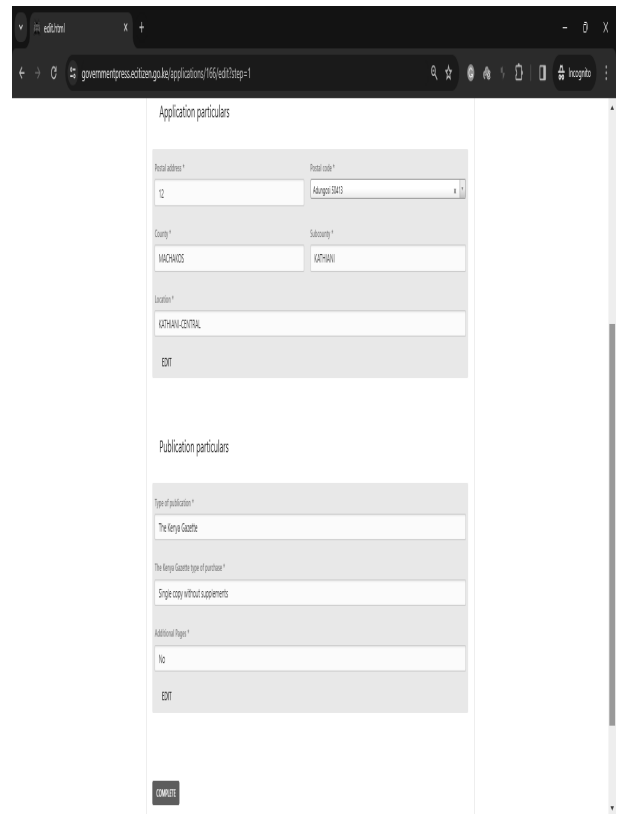 edit.html X +
governmentpress.ecitizen.go.ke/applications/166/edit?step=1 Incognito
Application particulars
Postal address * Postal code *
12 Adungosi 50413 x
County * Subcounty *
MACHAKOS KATHIANI
Location *
KATHIANI-CENTRAL
EDIT
Publication particulars
Type of publication *
The Kenya Gazette
The Kenya Gazette type of purchase *
Single copy without supplements
Additional Pages *
No
EDIT
COMPLETE